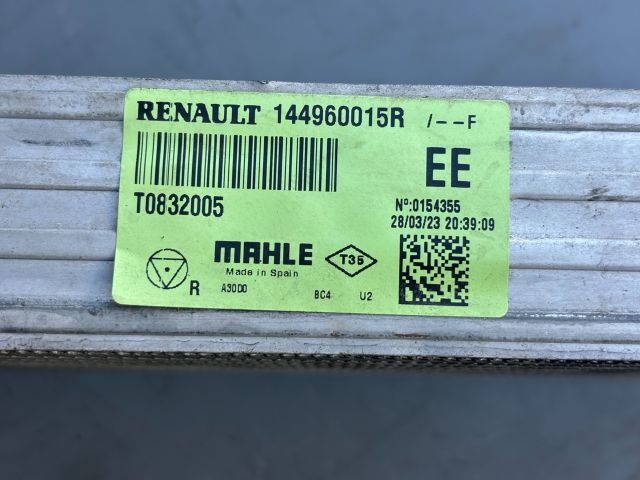 RENAULT 144960015R /--F
EE
T0832005
Nº:0154355
28/03/23 20:39:09
MAHLE
Made in Spain
T35
R A30D0 BC4 U2